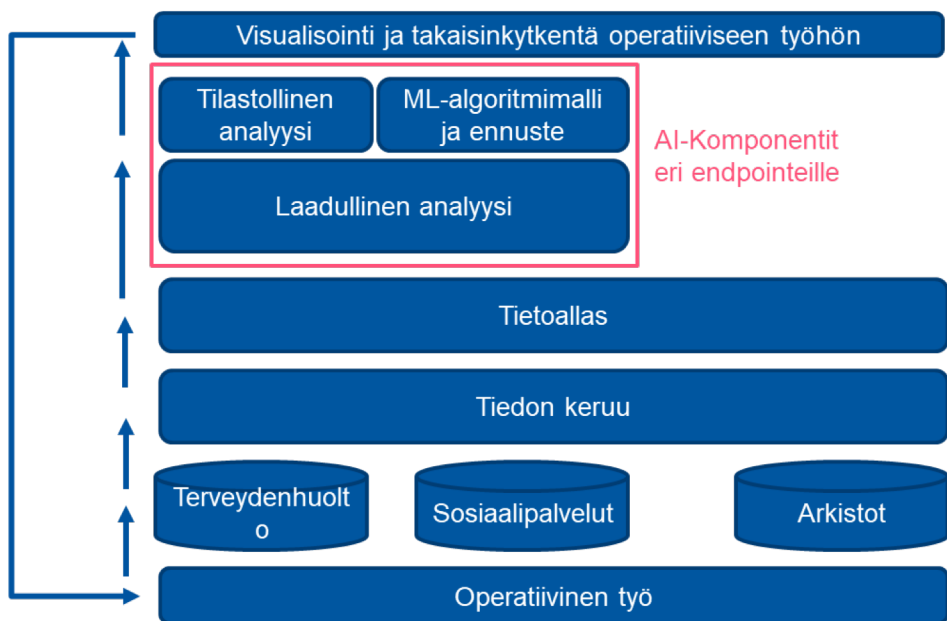 Visualisointi ja takaisinkytkentä operatiiviseen työhön
Tilastollinen
analyysi
ML-algoritmimalli
ja ennuste
AI-Komponentit
eri endpointeille
Laadullinen analyysi
Tietoallas
Tiedon keruu
Terveydenhuolt
o
Sosiaalipalvelut
Arkistot
Operatiivinen työ